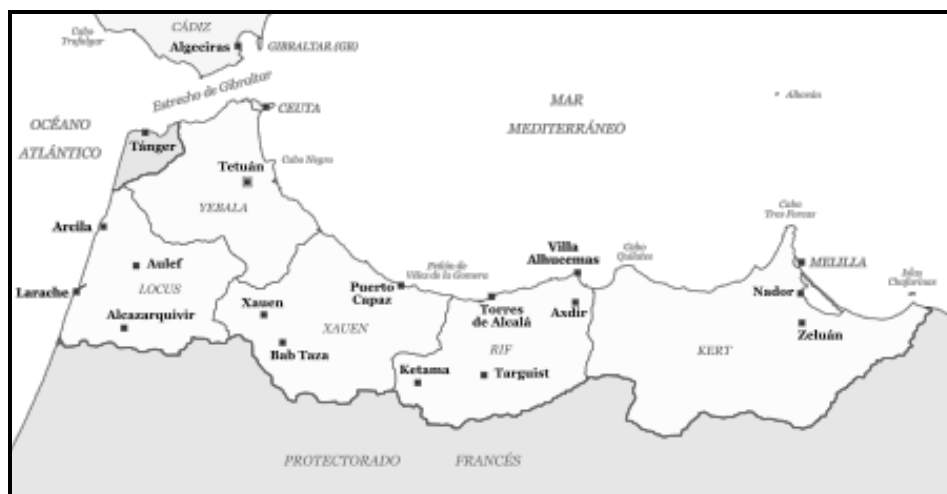 CÁDIZ
Cabo
Trafalgar
Algeciras
GIBRALTAR (GB)
Estrecho de Gibraltar
CEUTA
MAR
MEDITERRÁNEO
Alborán
OCÉANO
ATLÁNTICO
Tánger
Cabo Negro
Tetuán
YEBALA
Arcila
Cabo
Tres Forcas
Aulef
Larache
LOCUS
Alcazarquivir
Xauen
Bab Taza
XAUEN
Puerto
Capaz
Peñón de
Vélez de la Gomera
Villa
Alhucemas
Cabo
Quilates
MELILLA
Islas
Chafarinas
Nador
Torres
de Alcalá
Axdir
Zeluán
RIF
KERT
Ketama
Targuist
PROTECTORADO FRANCÉS